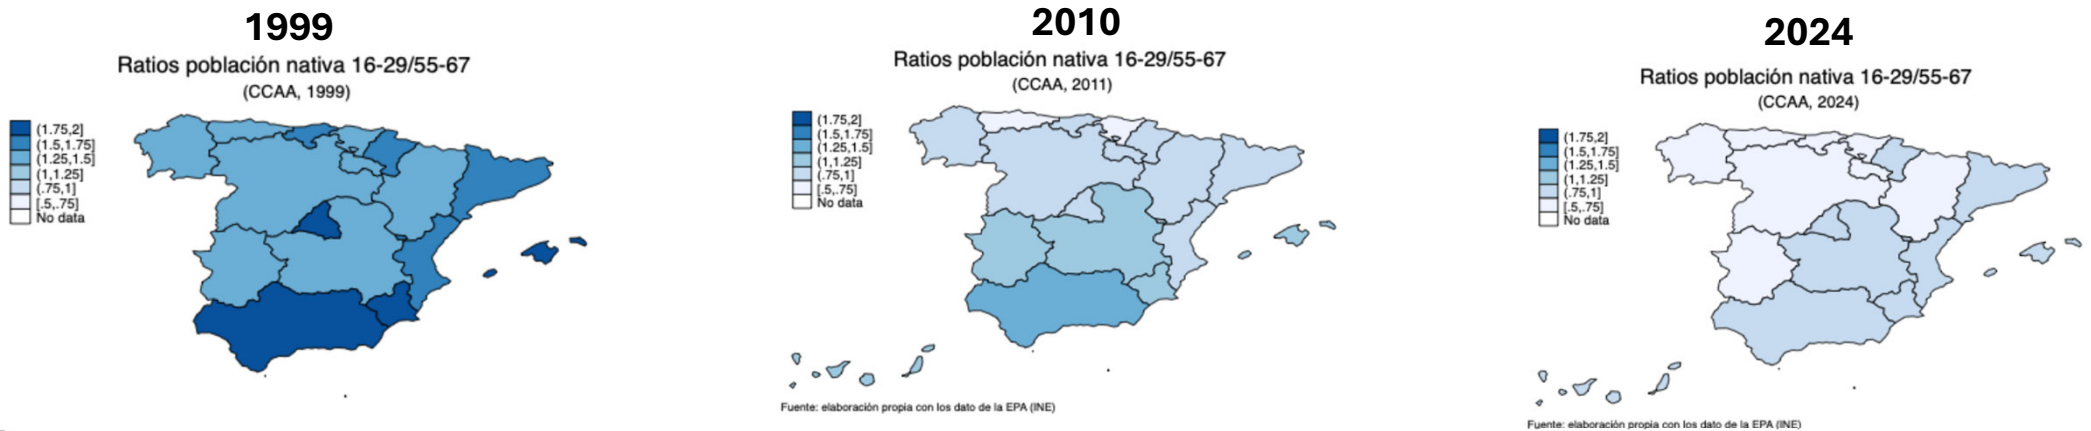 1999
Ratios población nativa 16-29/55-67
(CCAA, 1999)
(1.75,2]
(1.5,1.75]
(1.25,1.5]
(1,1.25]
(.75,1]
[.5,.75]
No data
2010
Ratios población nativa 16-29/55-67
(CCAA, 2011)
(1.75,2]
(1.5,1.75]
(1.25,1.5]
(1,1.25]
(.75,1]
[.5,.75]
No data
Fuente: elaboración propia con los dato de la EPA (INE)
2024
Ratios población nativa 16-29/55-67
(CCAA, 2024)
(1.75,2]
(1.5,1.75]
(1.25,1.5]
(1,1.25]
(.75,1]
[.5,.75]
No data
Fuente: elaboración propia con los dato de la EPA (INE)